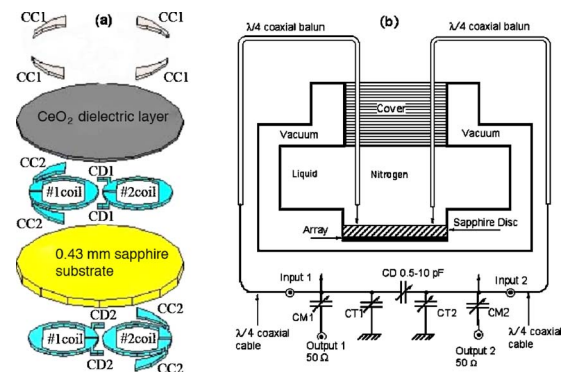 CC1 (a) CC1
CC1 CC1
CeO₂ dielectric layer
CC2 CD1
#1coil #2coil
CC2 CD1
0.43 mm sapphire
substrate
CD2 CC2
#1coil #2coil
CD2 CC2
λ/4 coaxial balun (b) λ/4 coaxial balun
Cover
Vacuum Vacuum
Liquid Nitrogen
Array Sapphire Disc
Input 1 CD 0.5-10 pF Input 2
CM1 CT1 CT2 CM2
λ/4 coaxial
cable
Output 1
50 Ω
Output 2
50 Ω
λ/4 coaxial
cable